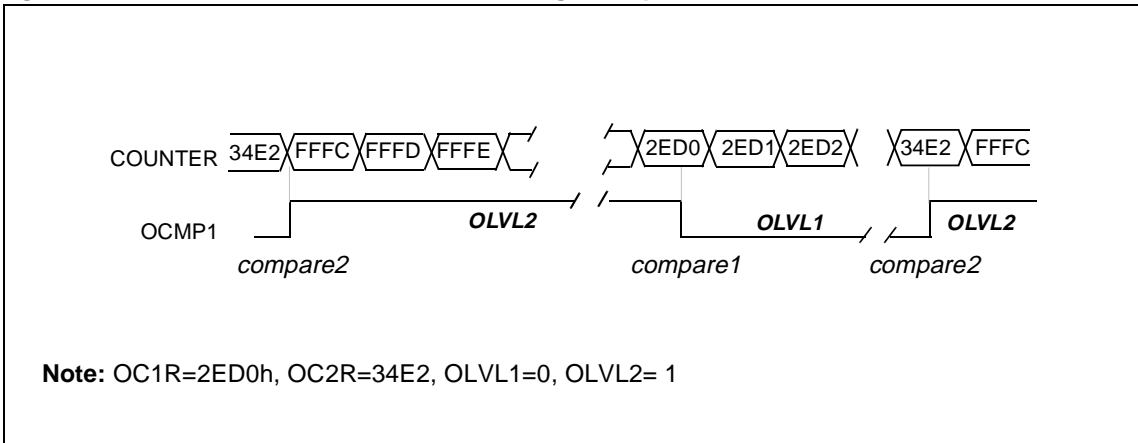 COUNTER 34E2 FFFC FFFD FFFE 2ED0 2ED1 2ED2 34E2 FFFC
OCMP1 OLVL2 OLVL1 OLVL2
compare2 compare1 compare2
Note: OC1R=2ED0h, OC2R=34E2, OLVL1=0, OLVL2= 1